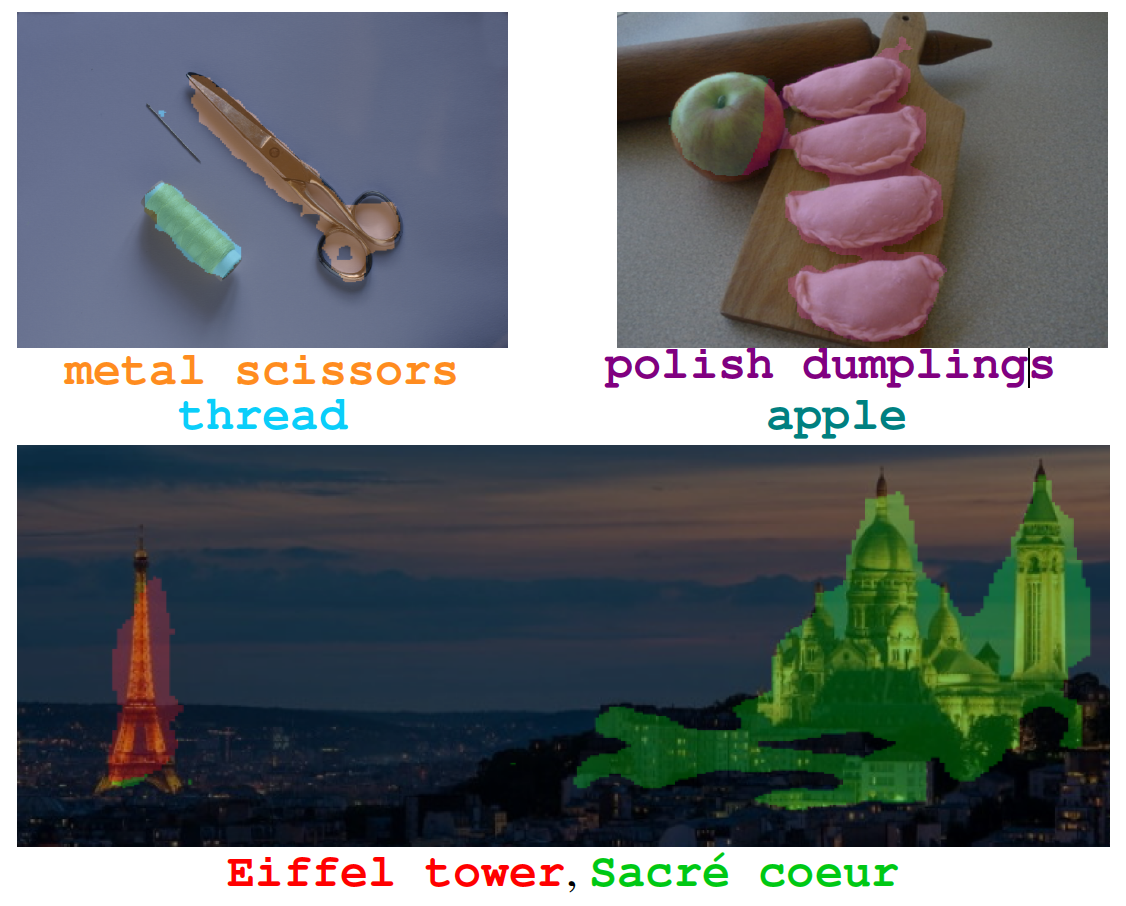 metal scissors
thread
polish dumplings
apple
Eiffel tower, Sacré coeur